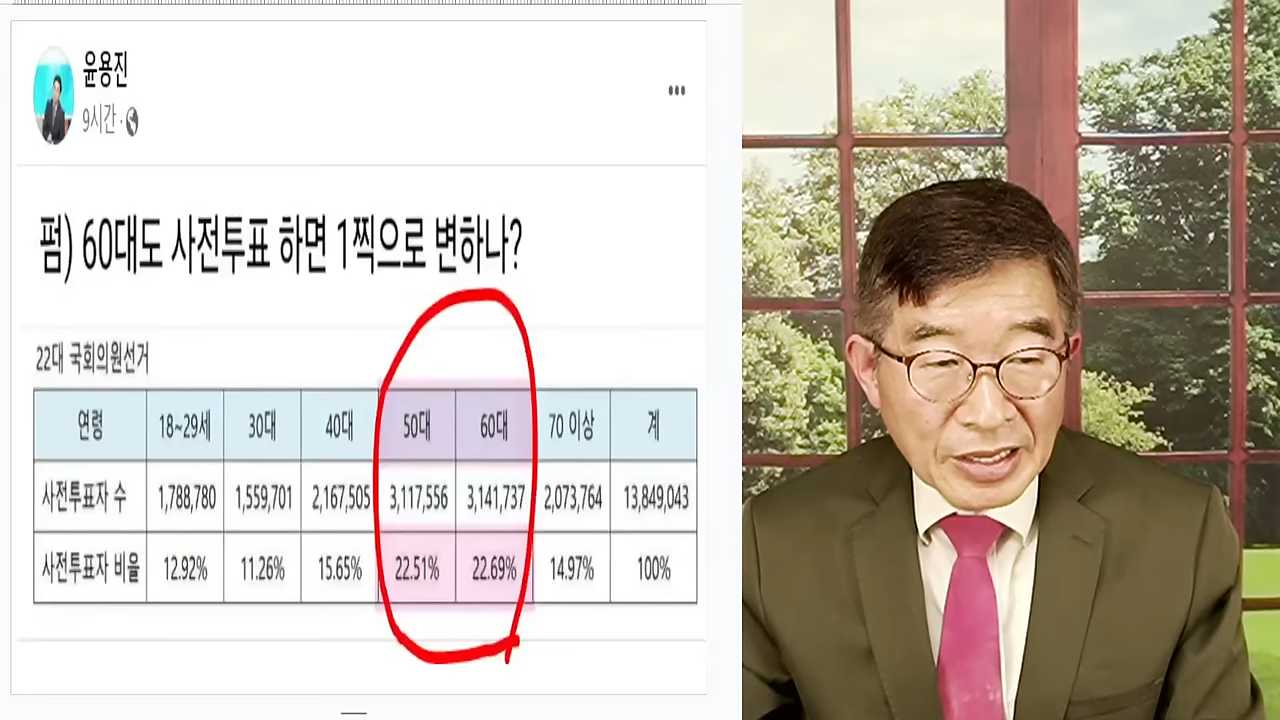 윤용진
9시간 ·
펌) 60대도 사전투표 하면 1찍으로 변하나?
22대 국회의원선거
연령 18~29세 30대 40대 50대 60대 70 이상 계
사전투표자 수 1,788,780 1,559,701 2,167,505 3,117,556 3,141,737 2,073,764 13,849,043
사전투표자 비율 12.92% 11.26% 15.65% 22.51% 22.69% 14.97% 100%